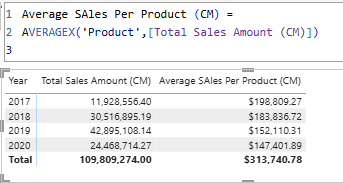 1 Average SAles Per Product (CM) =
2 AVERAGEX('Product',[Total Sales Amount (CM)])
3
Year Total Sales Amount (CM) Average SAles Per Product (CM)
2017 11,928,556.40 $198,809.27
2018 30,516,895.19 $183,836.72
2019 42,895,108.14 $152,110.31
2020 24,468,714.27 $147,401.89
Total 109,809,274.00 $313,740.78